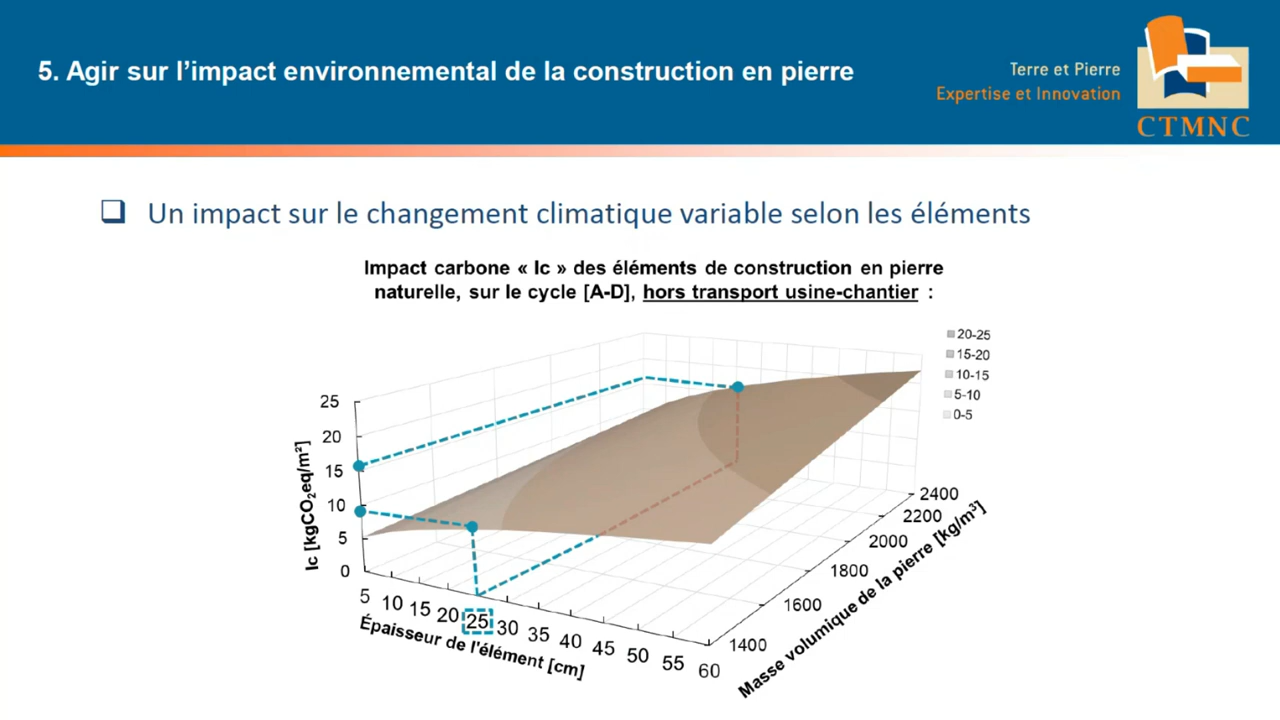 5. Agir sur l’impact environnemental de la construction en pierre
Terre et Pierre
Expertise et Innovation
CTMNC
Un impact sur le changement climatique variable selon les éléments
Impact carbone « Ic » des éléments de construction en pierre
naturelle, sur le cycle [A-D], hors transport usine-chantier :
20-25
15-20
10-15
5-10
0-5
25
20
15
10
5
0
Ic [kgCO₂eq/m²]
5 10 15 20 25 30 35 40 45 50 55 60
Épaisseur de l'élément [cm]
2400
2200
2000
1800
1600
1400
Masse volumique de la pierre [kg/m³]